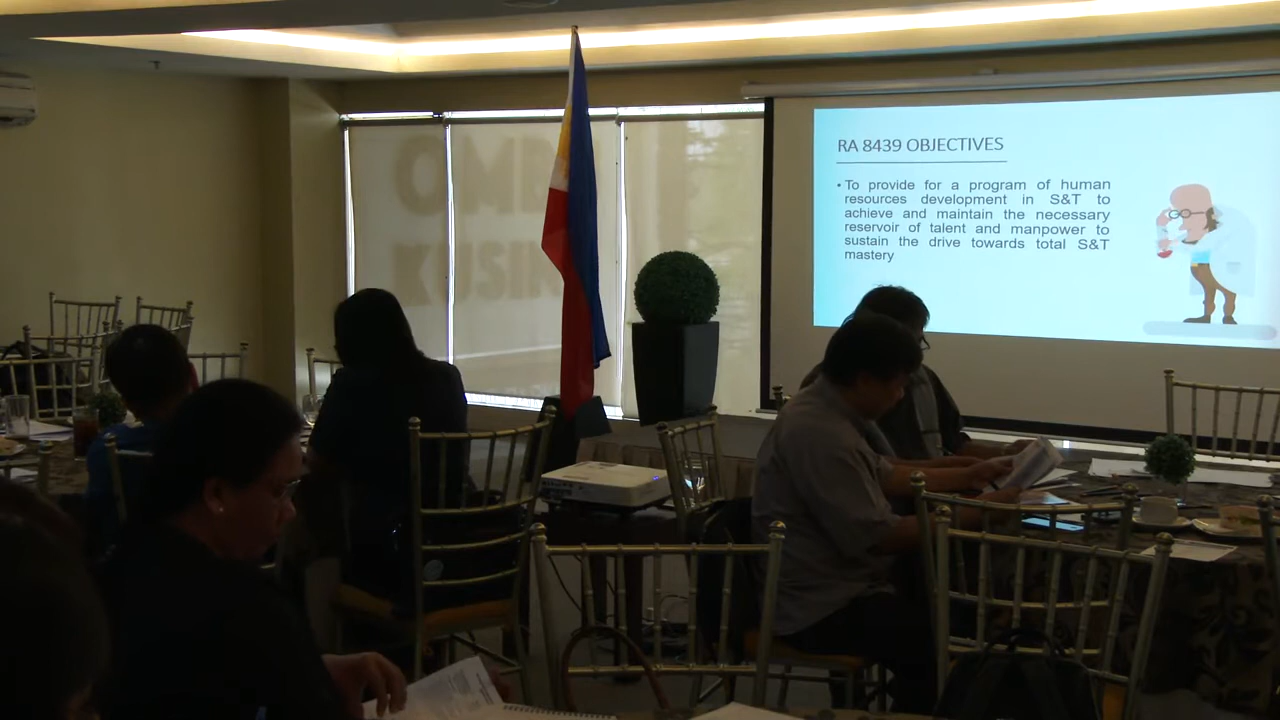 RA 8439 OBJECTIVES
• To provide for a program of human
resources development in S&T to
achieve and maintain the necessary
reservoir of talent and manpower to
sustain the drive towards total S&T
mastery